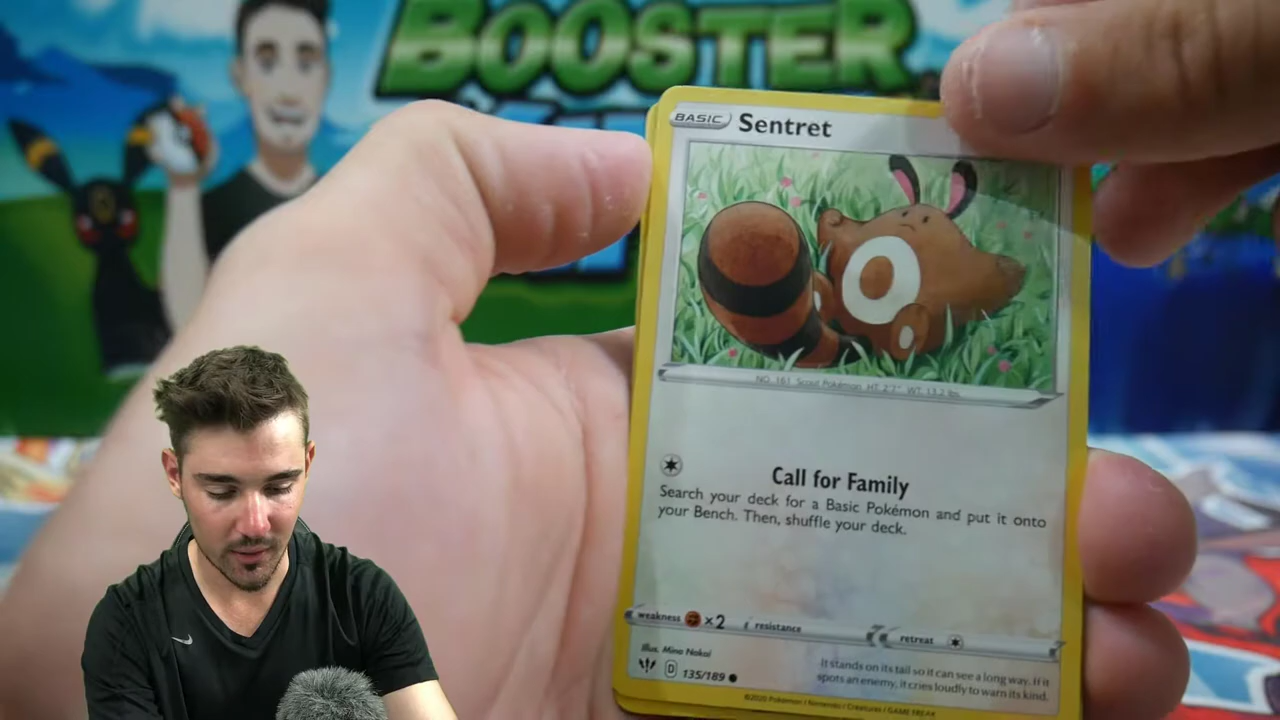 BOOSTER
BASIC Sentret
NO. 161 Scout Pokémon HT. 2'7" WT. 13.2 lbs.
Call for Family
Search your deck for a Basic Pokémon and put it onto
your Bench. Then, shuffle your deck.
weakness ×2 resistance retreat
Illus. Mina Nakai
D 135/189
It stands on its tail so it can see a long way. If it
spots an enemy, it cries loudly to warn its kind.
©2020 Pokémon / Nintendo / Creatures / GAME FREAK